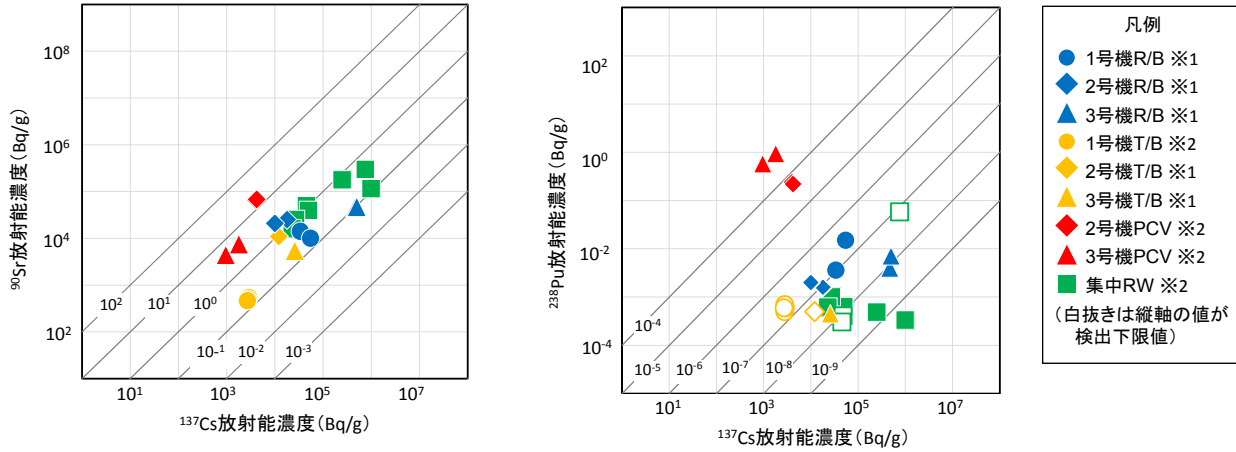 ⁹⁰Sr放射能濃度(Bq/g)
10⁸
10⁶
10⁴
10²
10² 10¹ 10⁰
10⁻¹ 10⁻² 10⁻³
10¹ 10³ 10⁵ 10⁷
¹³⁷Cs放射能濃度(Bq/g)
²³⁸Pu放射能濃度(Bq/g)
10²
10⁰
10⁻²
10⁻⁴
10⁻⁴
10⁻⁵ 10⁻⁶ 10⁻⁷ 10⁻⁸ 10⁻⁹
10¹ 10³ 10⁵ 10⁷
¹³⁷Cs放射能濃度(Bq/g)
凡例
1号機R/B ※1
2号機R/B ※1
3号機R/B ※1
1号機T/B ※2
2号機T/B ※1
3号機T/B ※1
2号機PCV ※2
3号機PCV ※2
集中RW ※2
(白抜きは縦軸の値が
検出下限値)